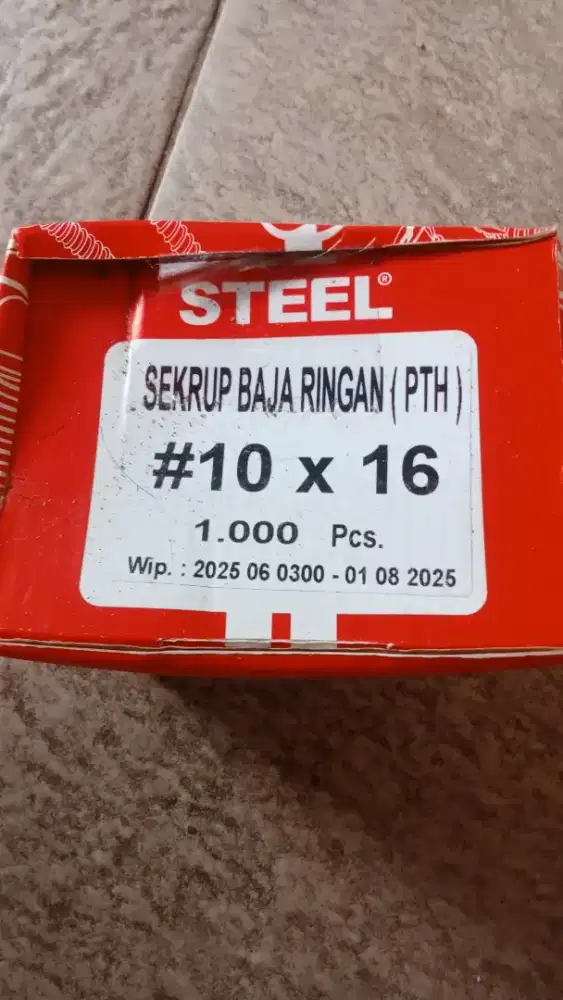 STEEL®
SEKRUP BAJA RINGAN ( PTH )
#10 x 16
1.000 Pcs.
Wip. : 2025 06 0300 - 01 08 2025